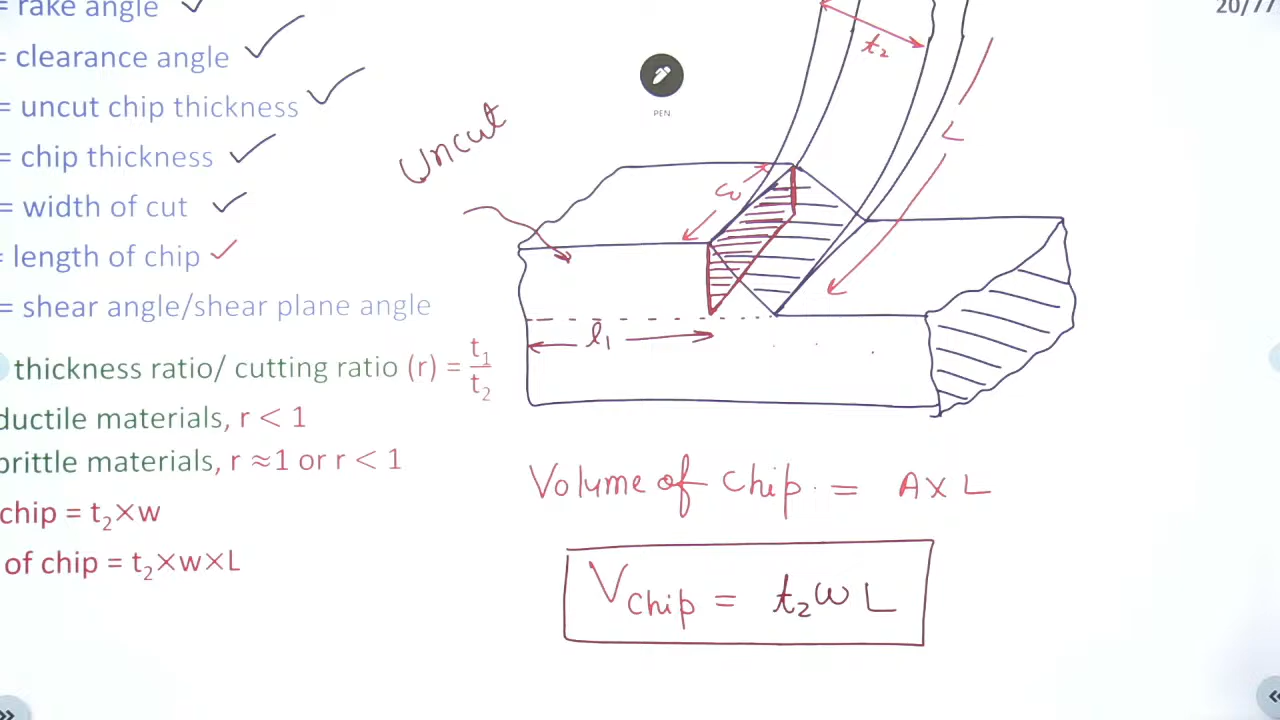 = rake angle
20/77
= clearance angle
= uncut chip thickness
= chip thickness
= width of cut
= length of chip
= shear angle/shear plane angle
thickness ratio/ cutting ratio (r) = t₁/t₂
ductile materials, r < 1
brittle materials, r ≈1 or r < 1
chip = t₂×w
of chip = t₂×w×L
PEN
Uncut
t₂
L
ω
l₁
Volume of chip = A X L
V chip = t₂ω L